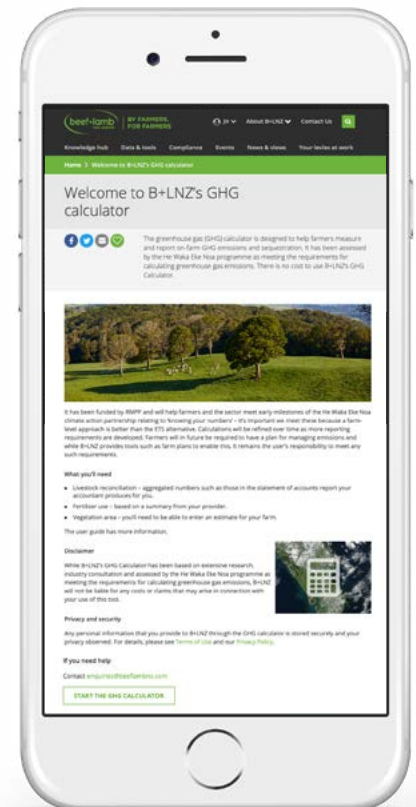 beef+lamb
new zealand
BY FARMERS.
FOR FARMERS
About B+LNZ
Contact Us
Knowledge hub
Data & tools
Compliance
Events
News & views
Your levies at work
Home > Welcome to B+LNZ's GHG calculator
Welcome to B+LNZ's GHG
calculator
The greenhouse gas (GHG) calculator is designed to help farmers measure
and report on-farm GHG emissions and sequestration. It has been assessed
by the He Waka Eke Noa programme as meeting the requirements for
calculating greenhouse gas emissions. There is no cost to use B+LNZ's GHG
Calculator.
It has been funded by RMPP and will help farmers and the sector meet early milestones of the He Waka Eke Noa
climate action partnership relating to 'knowing your numbers' – it's important we meet these because a farm-
level approach is better than the ETS alternative. Calculations will be refined over time as more reporting
requirements are developed. Farmers will in future be required to have a plan for managing emissions and
while B+LNZ provides tools such as farm plans to enable this, it remains the user's responsibility to meet any
such requirements.
What you'll need
• Livestock reconciliation – aggregated numbers such as those in the statement of accounts report your
accountant produces for you.
• Fertiliser use – based on a summary from your provider.
• Vegetation area – you'll need to be able to enter an estimate for your farm.
The user guide has more information.
Disclaimer
While B+LNZ's GHG Calculator has been based on extensive research,
industry consultation and assessed by the He Waka Eke Noa programme as
meeting the requirements for calculating greenhouse gas emissions, B+LNZ
will not be liable for any costs or claims that may arise in connection with
your use of this tool.
Privacy and security
Any personal information that you provide to B+LNZ through the GHG calculator is stored securely and your
privacy observed. For details, please see Terms of Use and our Privacy Policy.
If you need help
Contact enquiries@beeflambnz.com
START THE GHG CALCULATOR